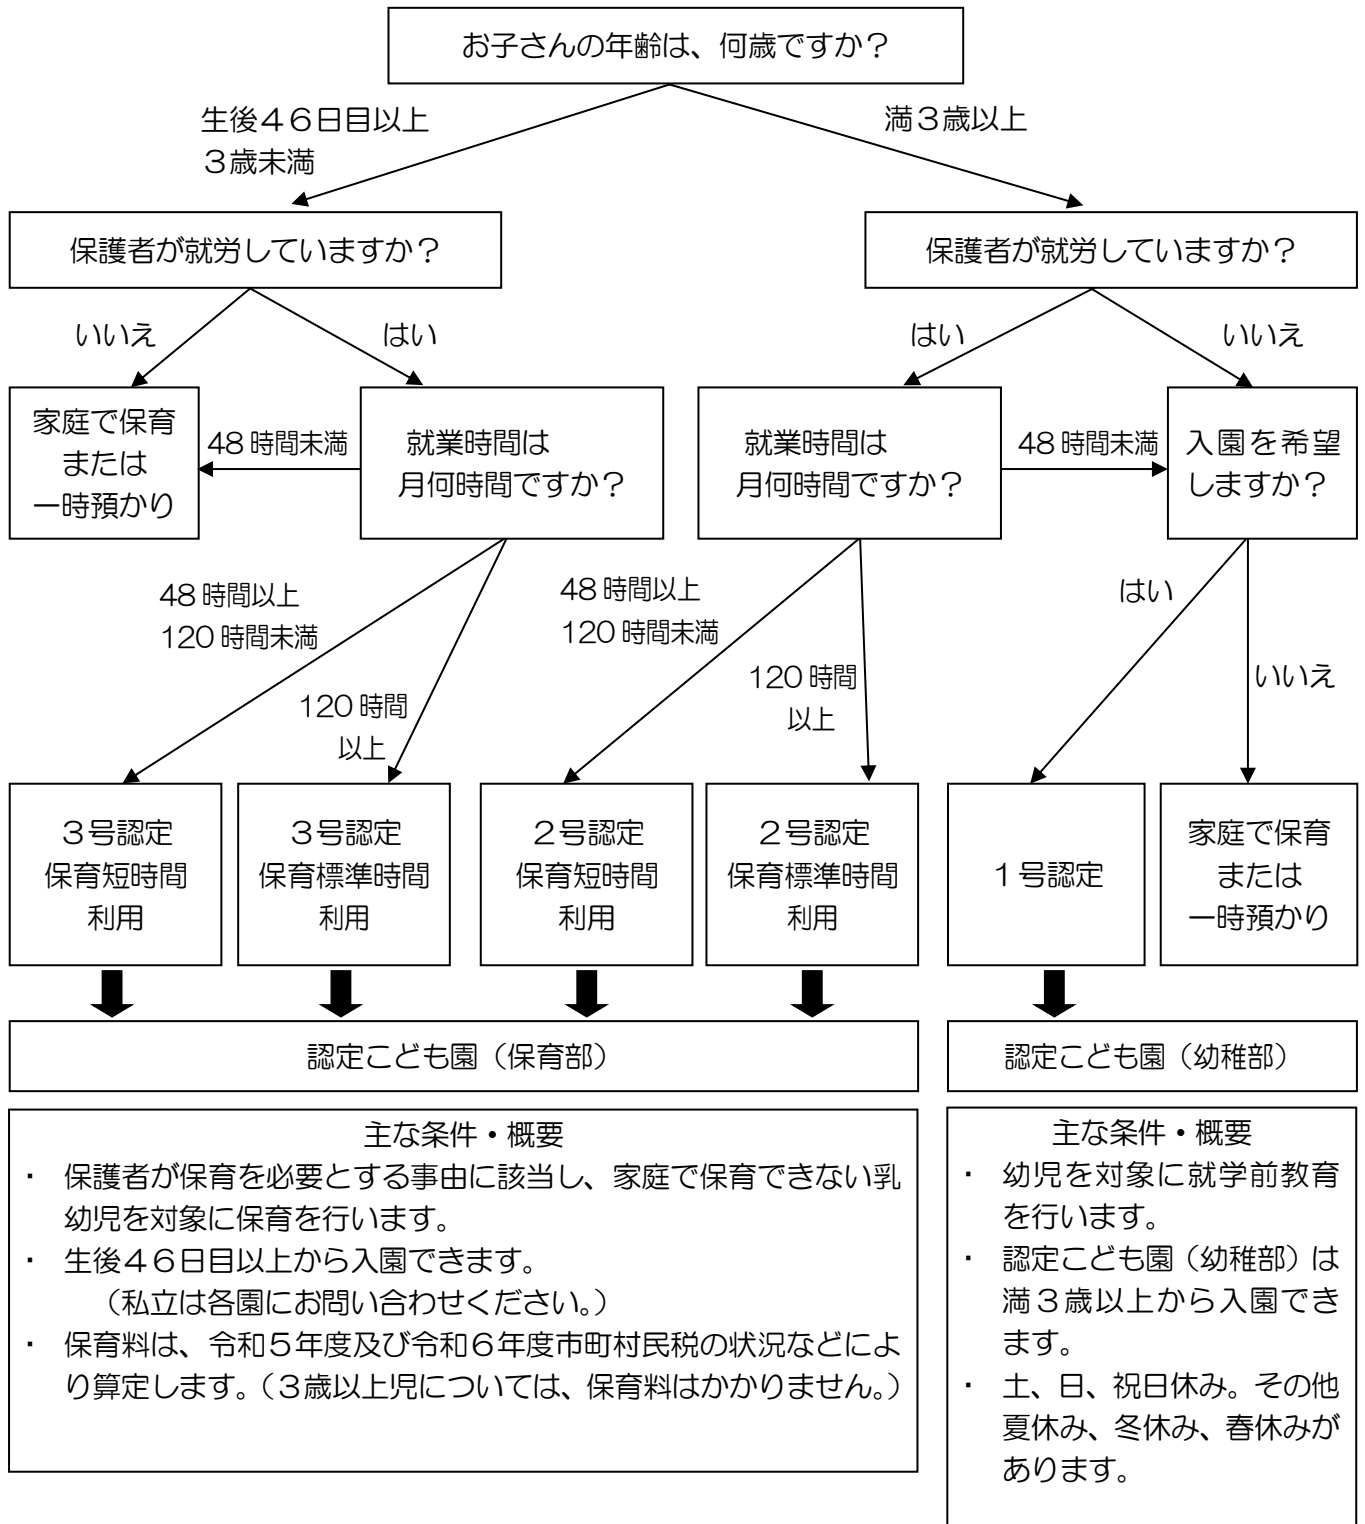 お子さんの年齢は、何歳ですか？
生後４６日目以上
３歳未満
満３歳以上
保護者が就労していますか？
保護者が就労していますか？
いいえ
はい
はい
いいえ
家庭で保育
または
一時預かり
48 時間未満
就業時間は
月何時間ですか？
就業時間は
月何時間ですか？
48 時間未満
入園を希望
しますか？
48 時間以上
120 時間未満
120 時間
以上
48 時間以上
120 時間未満
120 時間
以上
はい
いいえ
３号認定
保育短時間
利用
３号認定
保育標準時間
利用
２号認定
保育短時間
利用
２号認定
保育標準時間
利用
１号認定
家庭で保育
または
一時預かり
認定こども園（保育部）
認定こども園（幼稚部）
主な条件・概要
・ 保護者が保育を必要とする事由に該当し、家庭で保育できない乳
幼児を対象に保育を行います。
・ 生後４６日目以上から入園できます。
（私立は各園にお問い合わせください。）
・ 保育料は、令和５年度及び令和６年度市町村民税の状況などによ
り算定します。（３歳以上児については、保育料はかかりません。）
主な条件・概要
・ 幼児を対象に就学前教育
を行います。
・ 認定こども園（幼稚部）は
満３歳以上から入園でき
ます。
・ 土、日、祝日休み。その他
夏休み、冬休み、春休みが
あります。